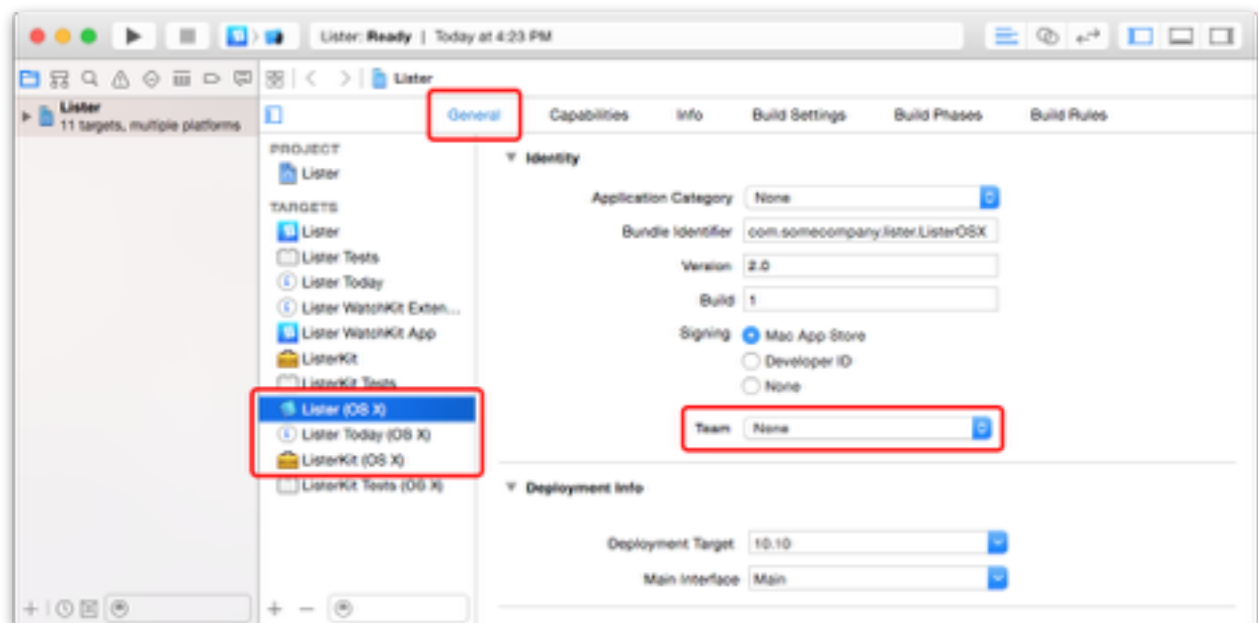 Lister: Ready | Today at 4:23 PM
Lister
Lister
11 targets, multiple platforms
General Capabilities Info Build Settings Build Phases Build Rules
PROJECT
Lister
TARGETS
Lister
Lister Tests
Lister Today
Lister WatchKit Exten...
Lister WatchKit App
ListerKit
ListerKit Tests
Lister (OS X)
Lister Today (OS X)
ListerKit (OS X)
ListerKit Tests (OS X)
Identity
Application Category None
Bundle Identifier com.somecompany.lister.ListerOSX
Version 2.0
Build 1
Signing Mac App Store
Developer ID
None
Team None
Deployment Info
Deployment Target 10.10
Main Interface Main